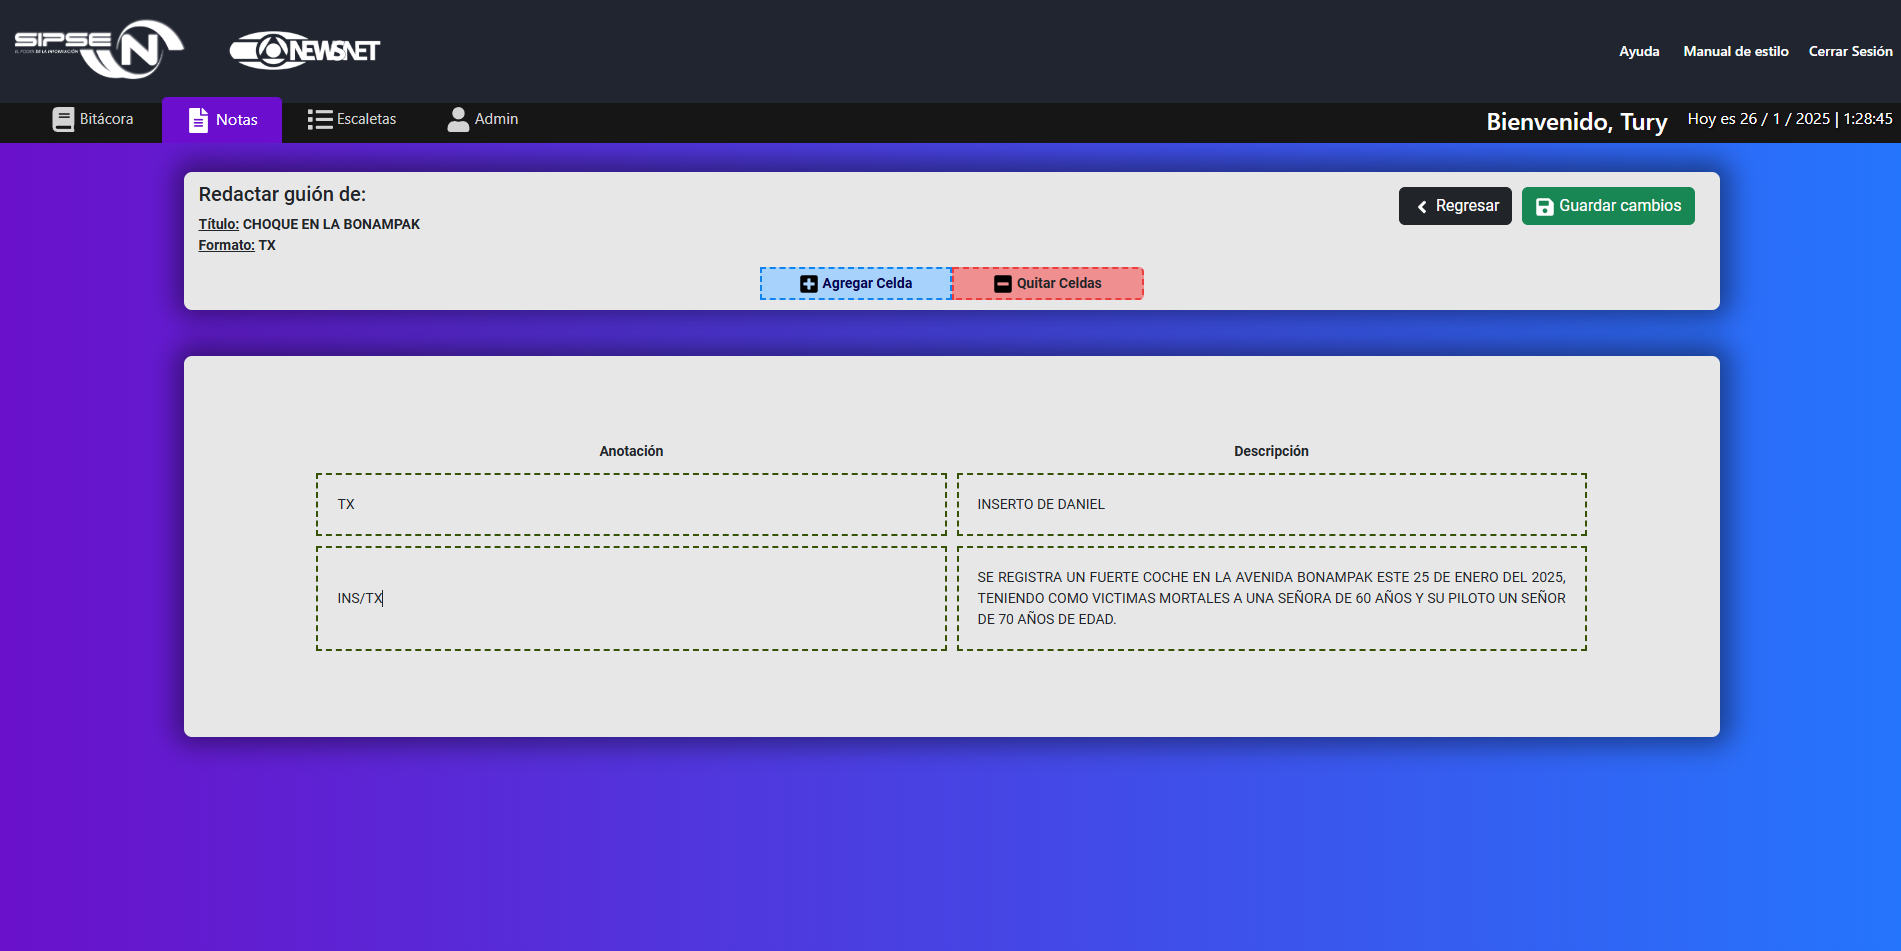 SIPSE N
EL PODER DE LA INFORMACIÓN
NEWSNET
Ayuda
Manual de estilo
Cerrar Sesión
Bitácora
Notas
Escaletas
Admin
Bienvenido, Tury
Hoy es 26 / 1 / 2025 | 1:28:45
Redactar guión de:
Título: CHOQUE EN LA BONAMPAK
Formato: TX
Regresar
Guardar cambios
Agregar Celda
Quitar Celdas
Anotación
Descripción
TX
INSERTO DE DANIEL
INS/TX
SE REGISTRA UN FUERTE COCHE EN LA AVENIDA BONAMPAK ESTE 25 DE ENERO DEL 2025,
TENIENDO COMO VICTIMAS MORTALES A UNA SEÑORA DE 60 AÑOS Y SU PILOTO UN SEÑOR
DE 70 AÑOS DE EDAD.